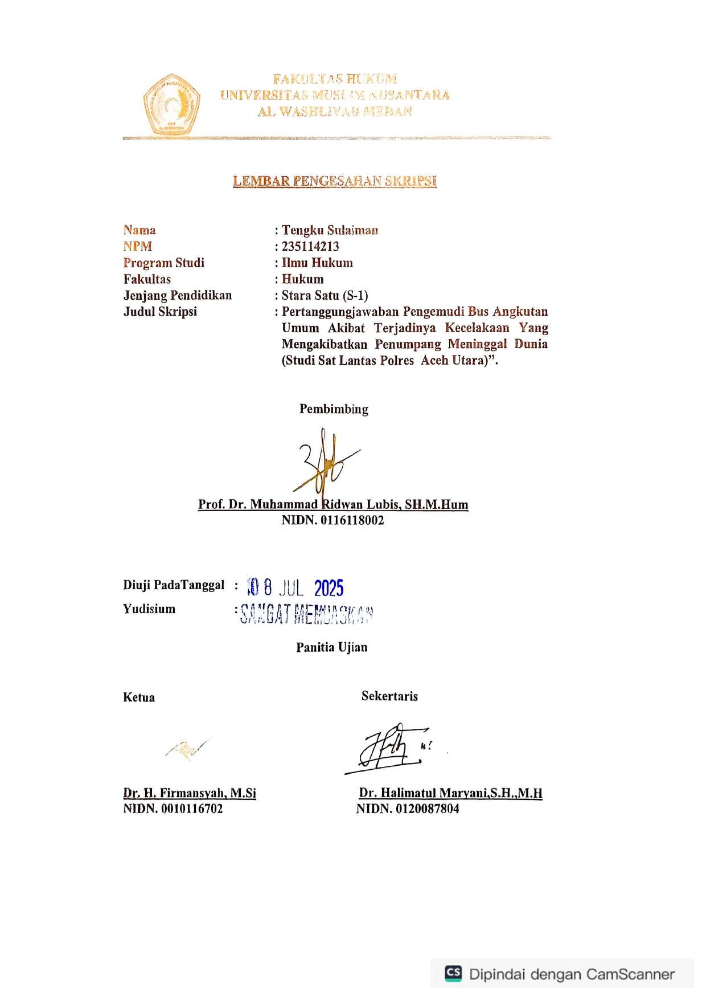 FAKULTAS HUKUM
UNIVERSITAS MUSLIM NUSANTARA
AL WASHLIYAH MEDAN
LEMBAR PENGESAHAN SKRIPSI
Nama : Tengku Sulaiman
NPM : 235114213
Program Studi : Ilmu Hukum
Fakultas : Hukum
Jenjang Pendidikan : Stara Satu (S-1)
Judul Skripsi : Pertanggungjawaban Pengemudi Bus Angkutan
Umum Akibat Terjadinya Kecelakaan Yang
Mengakibatkan Penumpang Meninggal Dunia
(Studi Sat Lantas Polres Aceh Utara)”.
Pembimbing
Prof. Dr. Muhammad Ridwan Lubis, SH.M.Hum
NIDN. 0116118002
Diuji PadaTanggal : 08 JUL 2025
Yudisium : SANGAT MEMUASKAN
Panitia Ujian
Ketua Sekertaris
Dr. H. Firmansyah, M.Si Dr. Halimatul Maryani,S.H.,M.H
NIDN. 0010116702 NIDN. 0120087804
CS Dipindai dengan CamScanner